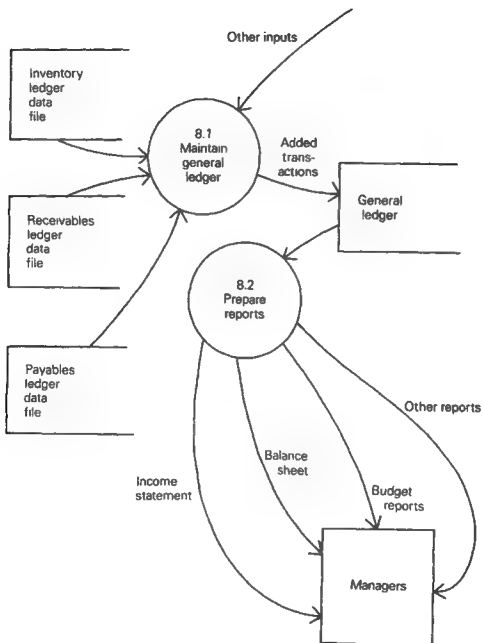 Other inputs
Inventory
ledger
data
file
8.1
Maintain
general
ledger
Added
trans-
actions
General
ledger
Receivables
ledger
data
file
8.2
Prepare
reports
Payables
ledger
data
file
Other reports
Balance
sheet
Income
statement
Budget
reports
Managers